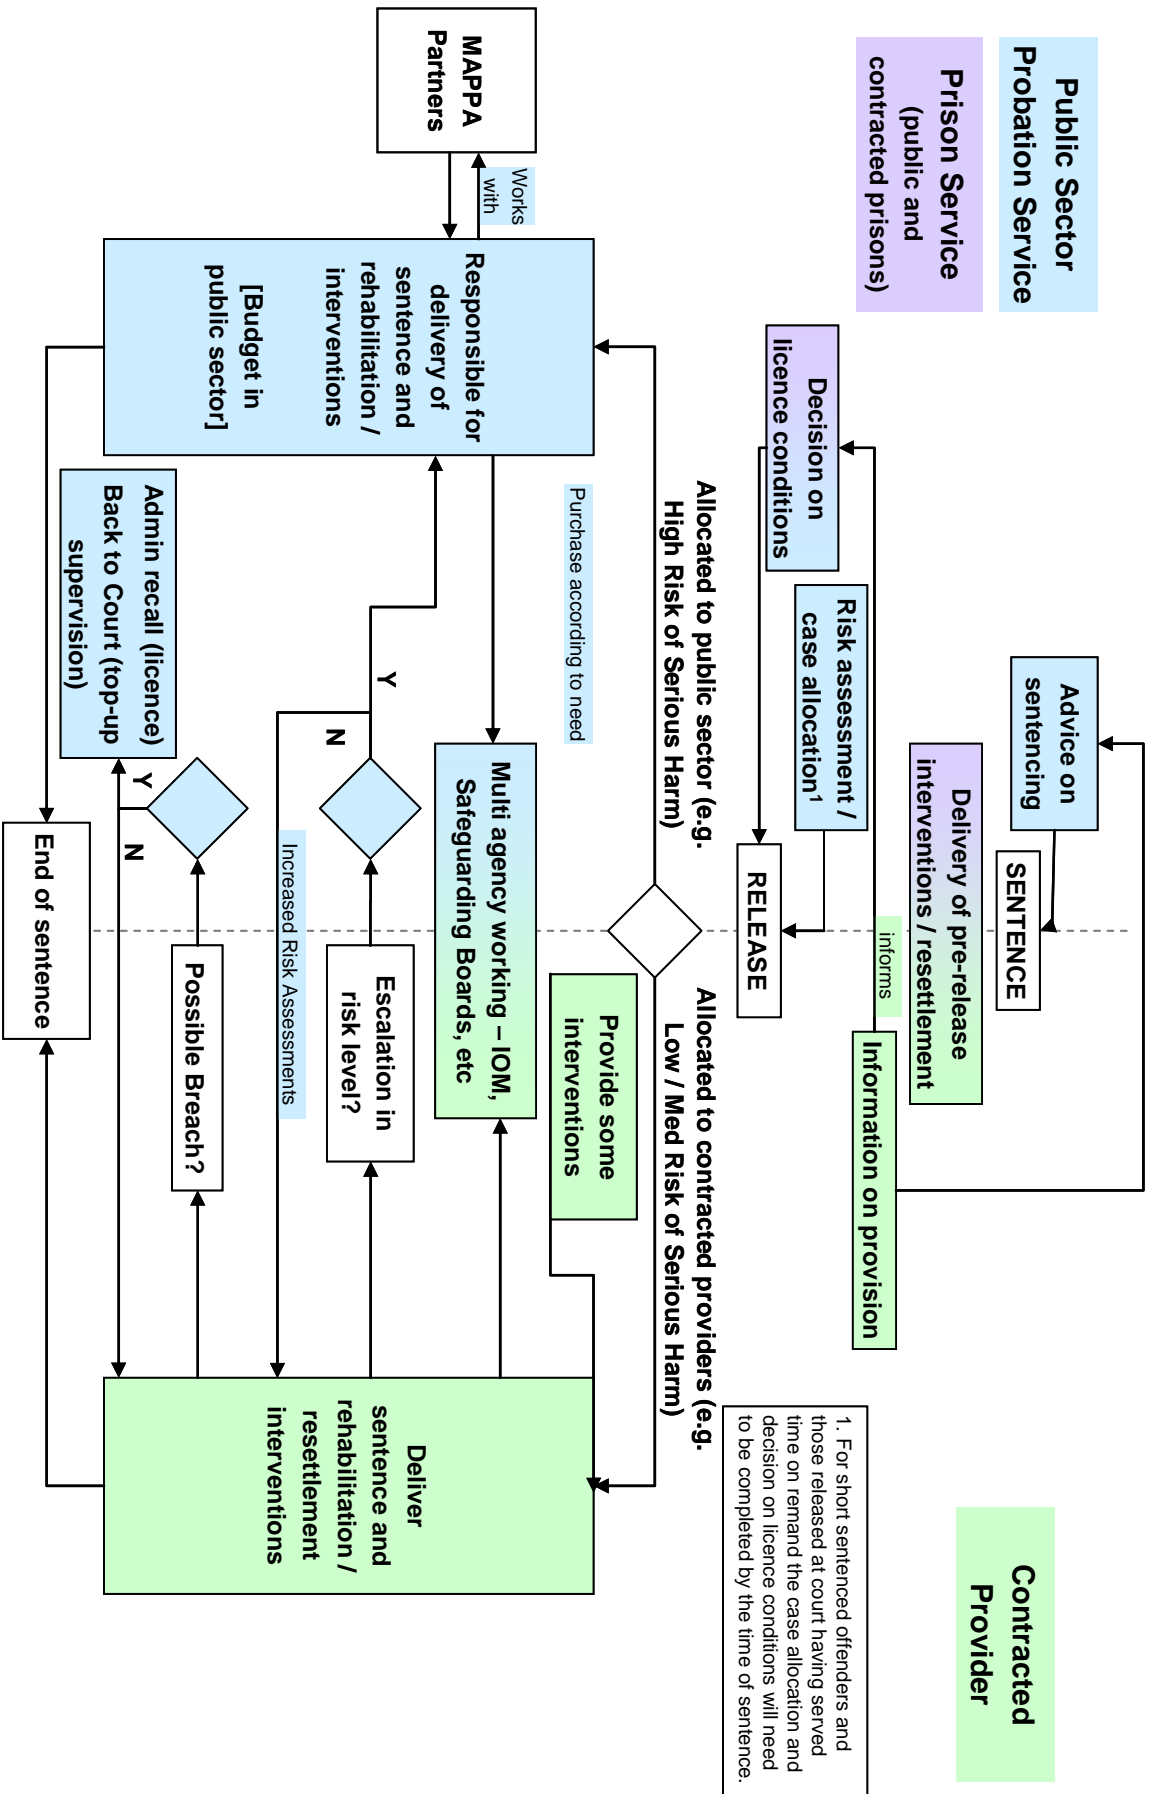 Public Sector
Probation Service
Prison Service
(public and
contracted prisons)
Contracted
Provider
Advice on
sentencing
SENTENCE
Delivery of pre-release
interventions / resettlement
informs
Information on provision
Risk assessment /
case allocation¹
Decision on
licence conditions
RELEASE
1. For short sentenced offenders and
those released at court having served
time on remand the case allocation and
decision on licence conditions will need
to be completed by the time of sentence.
Allocated to public sector (e.g.
High Risk of Serious Harm)
Allocated to contracted providers (e.g.
Low / Med Risk of Serious Harm)
MAPPA
Partners
Works
with
Responsible for
delivery of
sentence and
rehabilitation /
interventions
[Budget in
public sector]
Purchase according to need
Provide some
interventions
Multi agency working – IOM,
Safeguarding Boards, etc
Deliver
sentence and
rehabilitation /
resettlement
interventions
Y
N
Escalation in
risk level?
Increased Risk Assessments
Admin recall (licence)
Back to Court (top-up
supervision)
Y
N
Possible Breach?
End of sentence